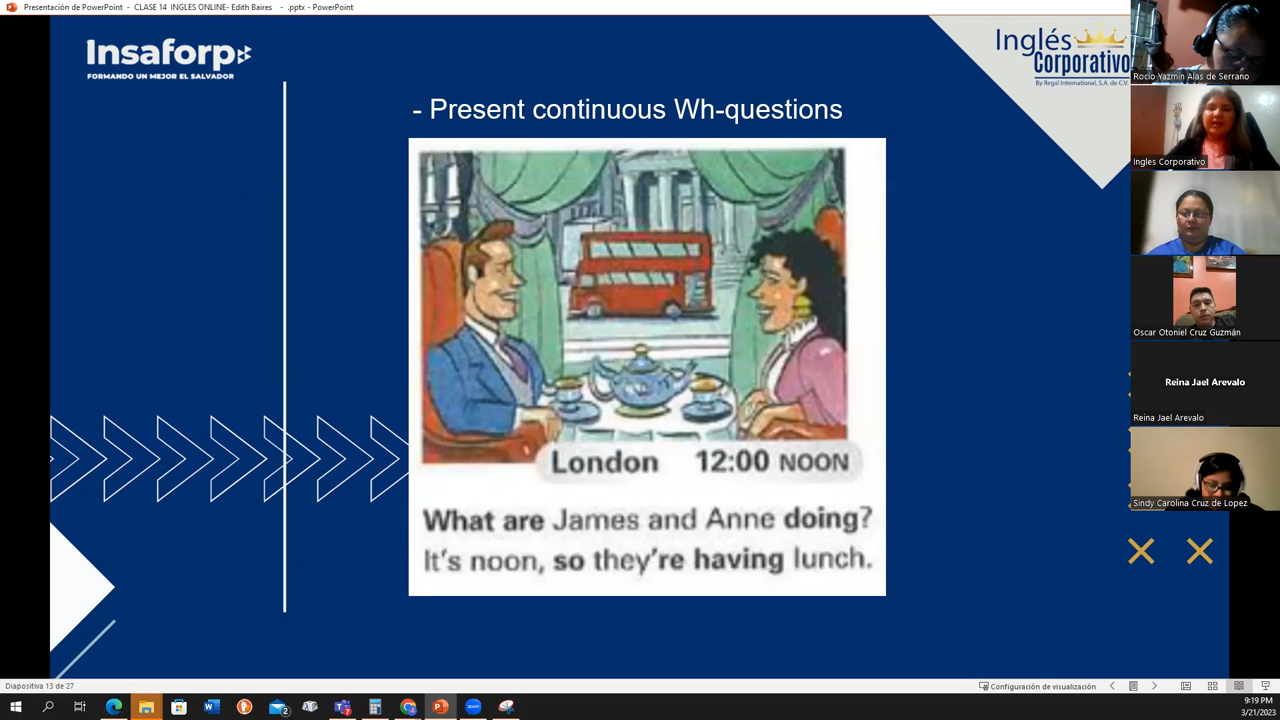 Presentación de PowerPoint - CLASE 14 INGLES ONLINE- Edith Baires - .pptx - PowerPoint
Insaforp
FORMANDO UN MEJOR EL SALVADOR
Inglés
Corporativo
By Regal International, S.A. de C.V.
- Present continuous Wh-questions
London 12:00 NOON
What are James and Anne doing?
It's noon, so they're having lunch.
Rocio Yazmin Alas de Serrano
Ingles Corporativo
Oscar Otoniel Cruz Guzmán
Reina Jael Arevalo
Reina Jael Arevalo
Sindy Carolina Cruz de Lopez
Diapositiva 13 de 27
Configuración de visualización
9:19 PM
3/21/2023